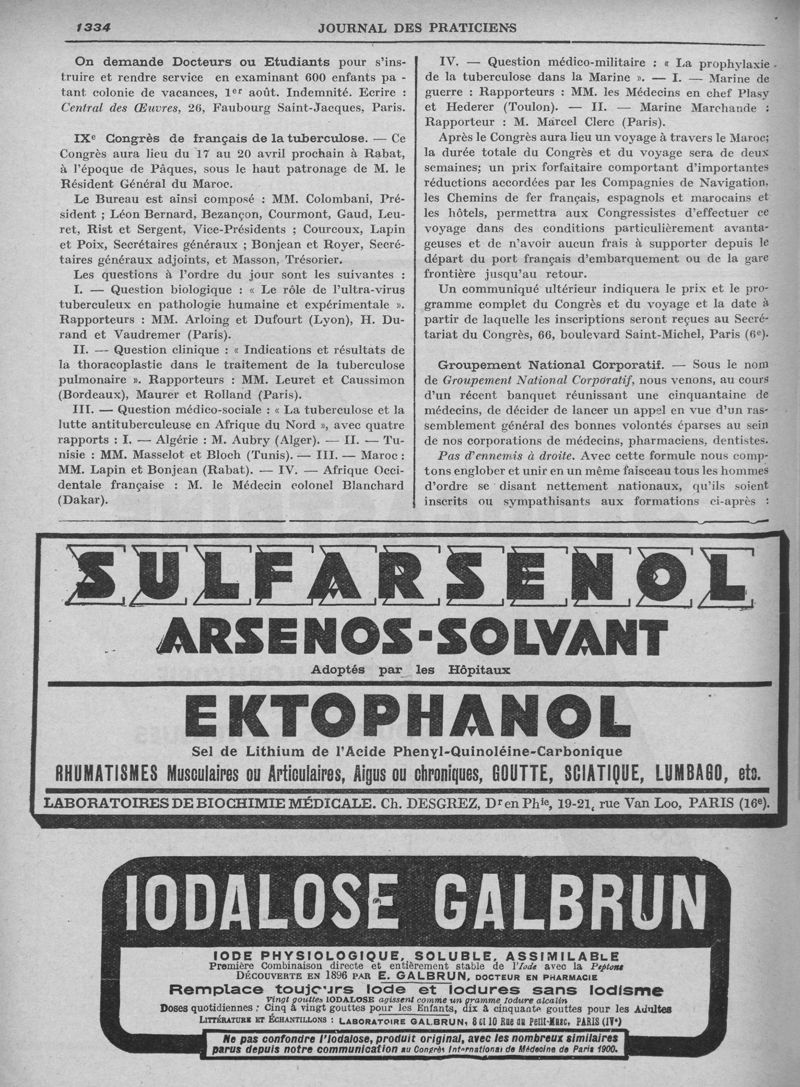 1334
JOURNAL DES PRATICIENS
On demande Docteurs ou Etudiants pour s'ins-
truire et rendre service en examinant 600 enfants pa -
tant colonie de vacances, 1er août. Indemnité. Ecrire :
Central des Œuvres, 26, Faubourg Saint-Jacques, Paris.
IXe Congrès de français de la tuberculose. — Ce
Congrès aura lieu du 17 au 20 avril prochain à Rabat,
à l'époque de Pâques, sous le haut patronage de M. le
Résident Général du Maroc.
Le Bureau est ainsi composé : MM. Colombani, Pré-
sident ; Léon Bernard, Bezançon, Courmont, Gaud, Leu-
ret, Rist et Sergent, Vice-Présidents ; Courcoux, Lapin
et Poix, Secrétaires généraux ; Bonjean et Royer, Secré-
taires généraux adjoints, et Masson, Trésorier.
Les questions à l'ordre du jour sont les suivantes :
I. — Question biologique : « Le rôle de l'ultra-virus
tuberculeux en pathologie humaine et expérimentale ».
Rapporteurs : MM. Arloing et Dufourt (Lyon), H. Du-
rand et Vaudremer (Paris).
II. — Question clinique : « Indications et résultats de
la thoracoplastie dans le traitement de la tuberculose
pulmonaire ». Rapporteurs : MM. Leuret et Caussimon
(Bordeaux), Maurer et Rolland (Paris).
III. — Question médico-sociale : « La tuberculose et la
lutte antituberculeuse en Afrique du Nord », avec quatre
rapports : I. — Algérie : M. Aubry (Alger). — II. — Tu-
nisie : MM. Masselot et Bloch (Tunis). — III. — Maroc :
MM. Lapin et Bonjean (Rabat). — IV. — Afrique Occi-
dentale française : M. le Médecin colonel Blanchard
(Dakar).
IV. — Question médico-militaire : « La prophylaxie
de la tuberculose dans la Marine ». — I. — Marine de
guerre : Rapporteurs : MM. les Médecins en chef Plasy
et Hederer (Toulon). — II. — Marine Marchande :
Rapporteur : M. Marcel Clerc (Paris).
Après le Congrès aura lieu un voyage à travers le Maroc;
la durée totale du Congrès et du voyage sera de deux
semaines; un prix forfaitaire comportant d'importantes
réductions accordées par les Compagnies de Navigation,
les Chemins de fer français, espagnols et marocains et
les hôtels, permettra aux Congressistes d'effectuer ce
voyage dans des conditions particulièrement avanta-
geuses et de n'avoir aucun frais à supporter depuis le
départ du port français d'embarquement ou de la gare
frontière jusqu'au retour.
Un communiqué ultérieur indiquera le prix et le pro-
gramme complet du Congrès et du voyage et la date à
partir de laquelle les inscriptions seront reçues au Secré-
tariat du Congrès, 66, boulevard Saint-Michel, Paris (6e).
Groupement National Corporatif. — Sous le nom
de Groupement National Corporatif, nous venons, au cours
d'un récent banquet réunissant une cinquantaine de
médecins, de décider de lancer un appel en vue d'un ras-
semblement général des bonnes volontés éparses au sein
de nos corporations de médecins, pharmaciens, dentistes.
Pas d'ennemis à droite. Avec cette formule nous comp-
tons englober et unir en un même faisceau tous les hommes
d'ordre se disant nettement nationaux, qu'ils soient
inscrits ou sympathisants aux formations ci-après :
SULFARSENOL
ARSENOS-SOLVANT
Adoptés par les Hôpitaux
EKTOPHANOL
Sel de Lithium de l'Acide Phenyl-Quinoléine-Carbonique
RHUMATISMES Musculaires ou Articulaires, Aigus ou chroniques, GOUTTE, SCIATIQUE, LUMBAGO, etc.
LABORATOIRES DE BIOCHIMIE MÉDICALE. Ch. DESGREZ, Dr en Phie, 19-21, rue Van Loo, PARIS (16e).
IODALOSE GALBRUN
IODE PHYSIOLOGIQUE, SOLUBLE, ASSIMILABLE
Première Combinaison directe et entièrement stable de l'Iode avec la Peptone
DÉCOUVERTE EN 1896 PAR E. GALBRUN, DOCTEUR EN PHARMACIE
Remplace toujours Iode et Iodures sans Iodisme
Vingt gouttes IODALOSE agissent comme un gramme Iodure alcalin
Doses quotidiennes : Cinq à vingt gouttes pour les Enfants, dix à cinquante gouttes pour les Adultes
LITTÉRATURE ET ÉCHANTILLONS : LABORATOIRE GALBRUN, 8 et 10 Rue du Petit-Musc, PARIS (IVe)
Ne pas confondre l'Iodalose, produit original, avec les nombreux similaires
parus depuis notre communication au Congrès International de Médecine de Paris 1900.